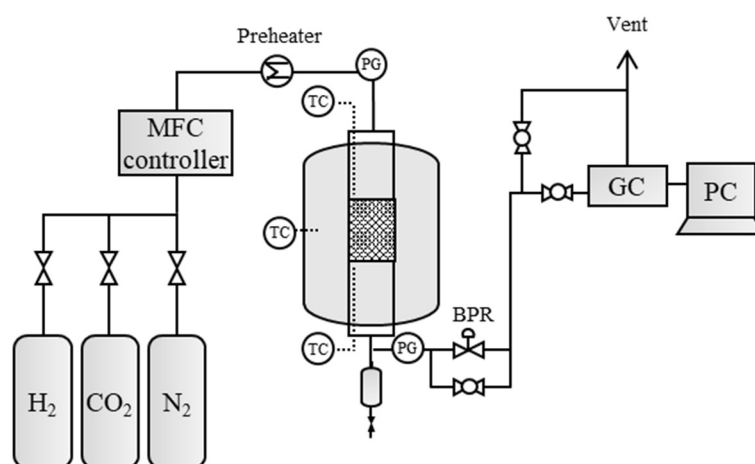 Preheater
PG
Vent
TC
MFC
controller
GC
PC
TC
BPR
TC
PG
H₂
CO₂
N₂